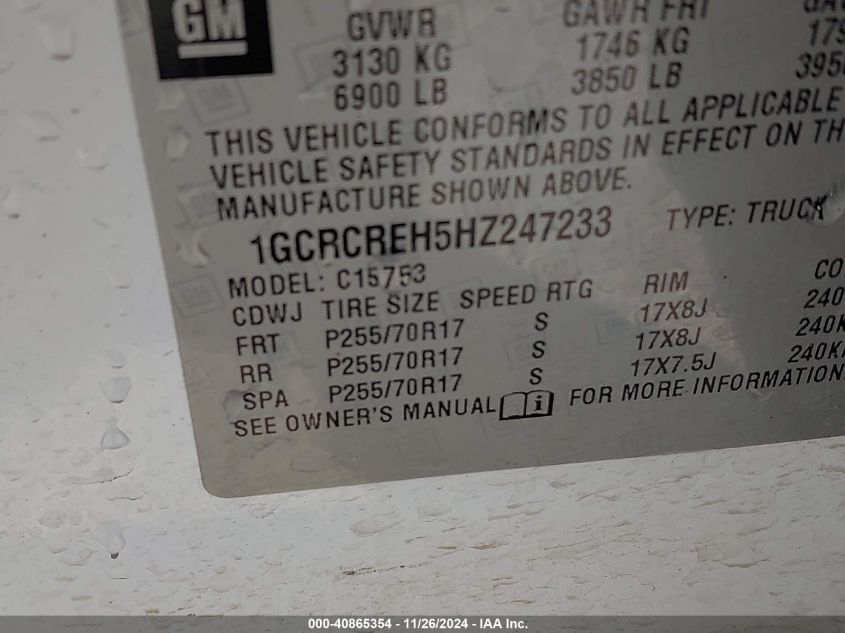 GM
GVWR GAWR FRT
3130 KG 1746 KG
6900 LB 3850 LB
THIS VEHICLE CONFORMS TO ALL APPLICABLE
VEHICLE SAFETY STANDARDS IN EFFECT ON
MANUFACTURE SHOWN ABOVE.
1GCRCREH5HZ247233 TYPE: TRUCK
MODEL: C15753
CDWJ TIRE SIZE SPEED RTG RIM
FRT P255/70R17 S 17X8J
RR P255/70R17 S 17X8J
SPA P255/70R17 S 17X7.5J
SEE OWNER'S MANUAL i FOR MORE INFORMATION
000-40865354 - 11/26/2024 - IAA Inc.